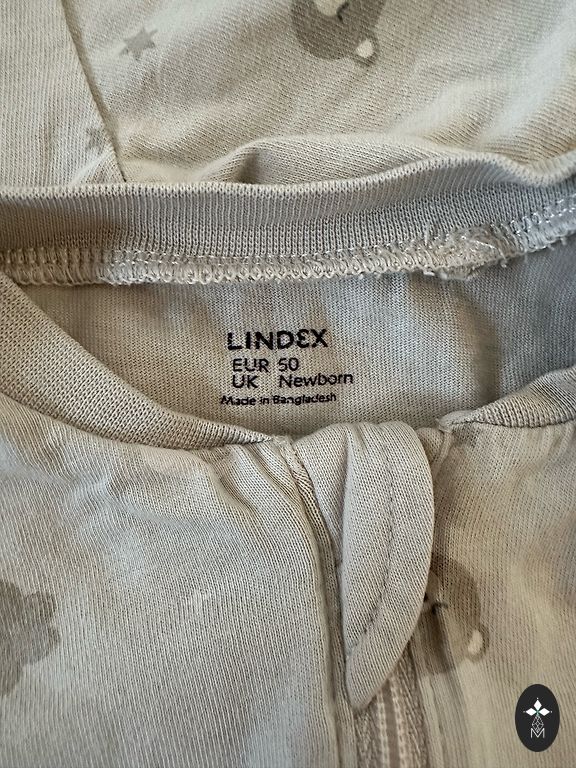 LINDEX
EUR 50
UK Newborn
Made in Bangladesh
M